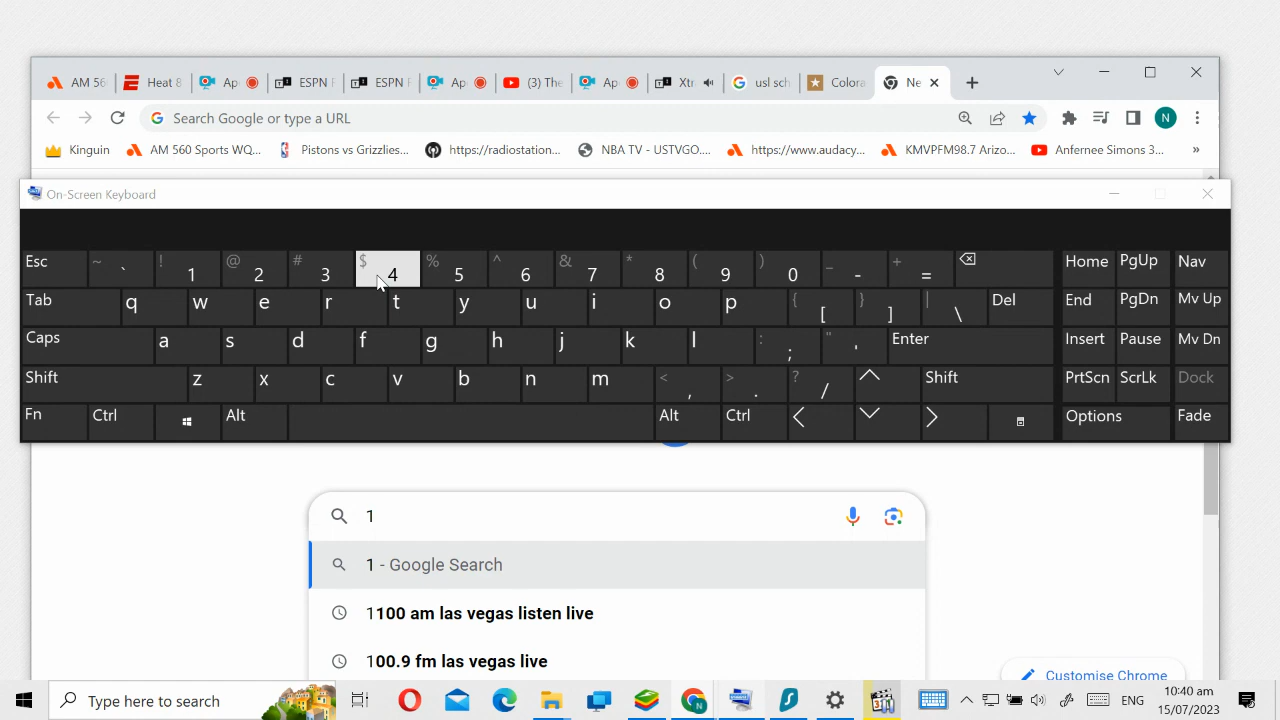 AM 56
Heat 8
Ap
ESPN F
ESPN F
Ap
(3) The
Ap
Xtr
usl sch
Colora
Ne
Search Google or type a URL
N
Kinguin
AM 560 Sports WQ...
Pistons vs Grizzlies...
https://radiostation...
NBA TV - USTVGO....
https://www.audacy...
KMVPFM98.7 Arizo...
Anfernee Simons 3...
»
On-Screen Keyboard
Esc ~ ` ! 1 @ 2 # 3 $ 4 % 5 ^ 6 & 7 * 8 ( 9 ) 0 _ - + = Home PgUp Nav
Tab q w e r t y u i o p { [ } ] | \ Del End PgDn Mv Up
Caps a s d f g h j k l : ; " ' Enter Insert Pause Mv Dn
Shift z x c v b n m < , > . ? / Shift PrtScn ScrLk Dock
Fn Ctrl Alt Alt Ctrl Options Fade
1
1 - Google Search
1100 am las vegas listen live
100.9 fm las vegas live
Customise Chrome
Type here to search
ENG
10:40 am
15/07/2023